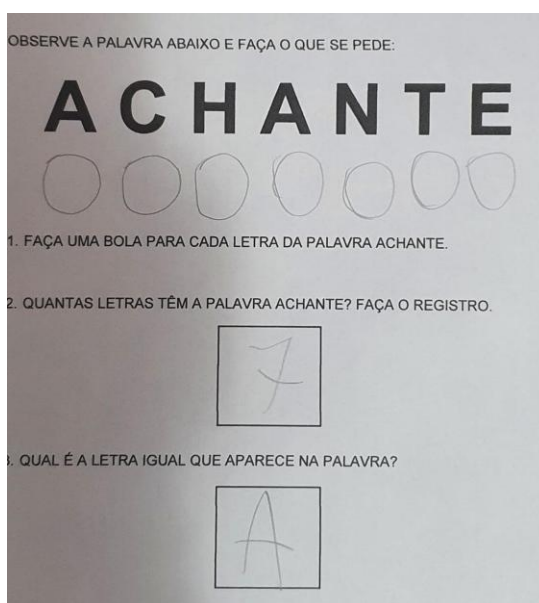 OBSERVE A PALAVRA ABAIXO E FAÇA O QUE SE PEDE:
ACHANTE
1. FAÇA UMA BOLA PARA CADA LETRA DA PALAVRA ACHANTE.
2. QUANTAS LETRAS TÊM A PALAVRA ACHANTE? FAÇA O REGISTRO.
7
3. QUAL É A LETRA IGUAL QUE APARECE NA PALAVRA?
A